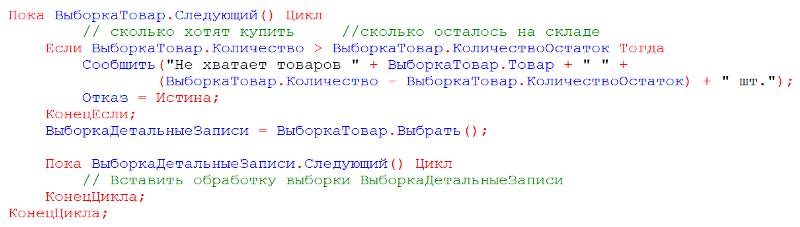 Пока ВыборкаТовар.Следующий() Цикл
// сколько хотят купить //сколько осталось на складе
Если ВыборкаТовар.Количество > ВыборкаТовар.КоличествоОстаток Тогда
Сообщить("Не хватает товаров " + ВыборкаТовар.Товар + " " +
(ВыборкаТовар.Количество - ВыборкаТовар.КоличествоОстаток) + " шт.");
Отказ = Истина;
КонецЕсли;
ВыборкаДетальныеЗаписи = ВыборкаТовар.Выбрать();
Пока ВыборкаДетальныеЗаписи.Следующий() Цикл
// Вставить обработку выборки ВыборкаДетальныеЗаписи
КонецЦикла;
КонецЦикла;